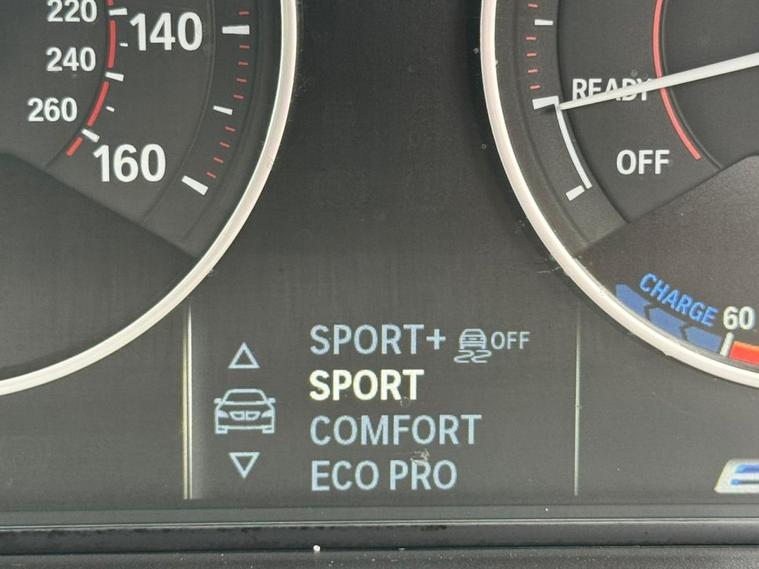 220
140
240
260
160
READY
OFF
CHARGE
60
SPORT+ OFF
SPORT
COMFORT
ECO PRO